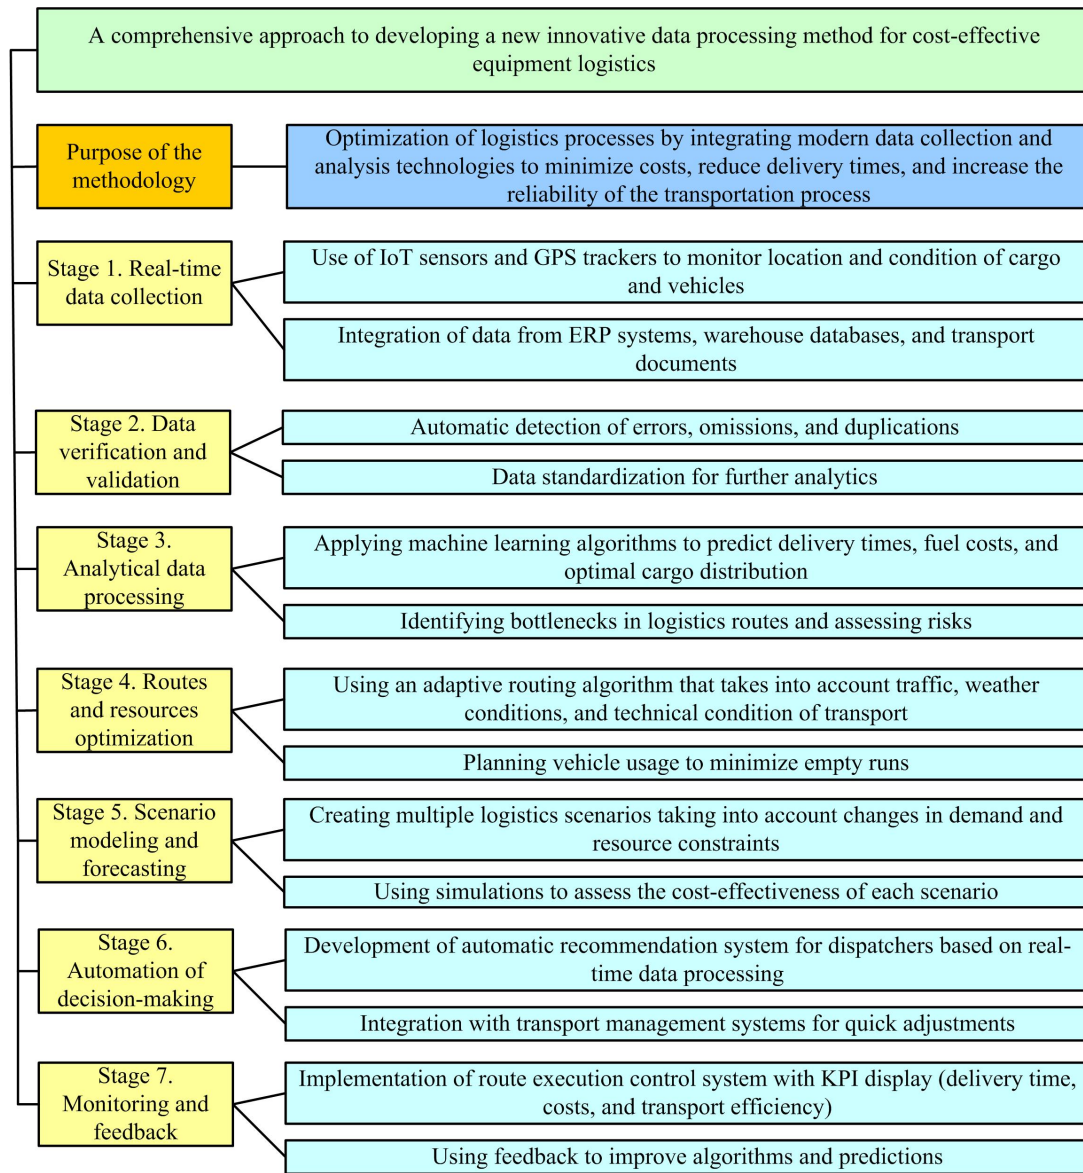 A comprehensive approach to developing a new innovative data processing method for cost-effective
equipment logistics
Purpose of the
methodology
Optimization of logistics processes by integrating modern data collection and
analysis technologies to minimize costs, reduce delivery times, and increase the
reliability of the transportation process
Stage 1. Real-time
data collection
Use of IoT sensors and GPS trackers to monitor location and condition of cargo
and vehicles
Integration of data from ERP systems, warehouse databases, and transport
documents
Stage 2. Data
verification and
validation
Automatic detection of errors, omissions, and duplications
Data standardization for further analytics
Stage 3.
Analytical data
processing
Applying machine learning algorithms to predict delivery times, fuel costs, and
optimal cargo distribution
Identifying bottlenecks in logistics routes and assessing risks
Stage 4. Routes
and resources
optimization
Using an adaptive routing algorithm that takes into account traffic, weather
conditions, and technical condition of transport
Planning vehicle usage to minimize empty runs
Stage 5. Scenario
modeling and
forecasting
Creating multiple logistics scenarios taking into account changes in demand and
resource constraints
Using simulations to assess the cost-effectiveness of each scenario
Stage 6.
Automation of
decision-making
Development of automatic recommendation system for dispatchers based on real-
time data processing
Integration with transport management systems for quick adjustments
Stage 7.
Monitoring and
feedback
Implementation of route execution control system with KPI display (delivery time,
costs, and transport efficiency)
Using feedback to improve algorithms and predictions